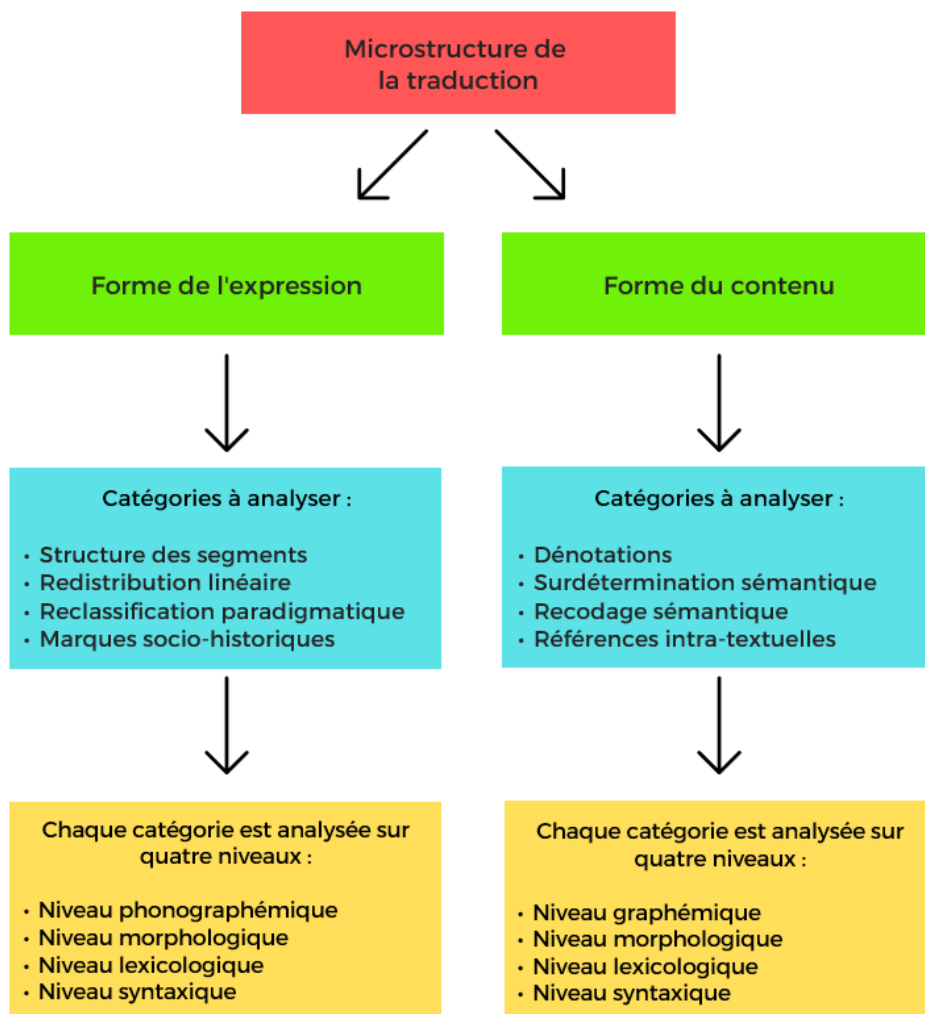 Microstructure de
la traduction
Forme de l'expression
Forme du contenu
Catégories à analyser :
• Structure des segments
• Redistribution linéaire
• Reclassification paradigmatique
• Marques socio-historiques
Catégories à analyser :
• Dénotations
• Surdétermination sémantique
• Recodage sémantique
• Références intra-textuelles
Chaque catégorie est analysée sur
quatre niveaux :
• Niveau phonographémique
• Niveau morphologique
• Niveau lexicologique
• Niveau syntaxique
Chaque catégorie est analysée sur
quatre niveaux :
• Niveau graphémique
• Niveau morphologique
• Niveau lexicologique
• Niveau syntaxique